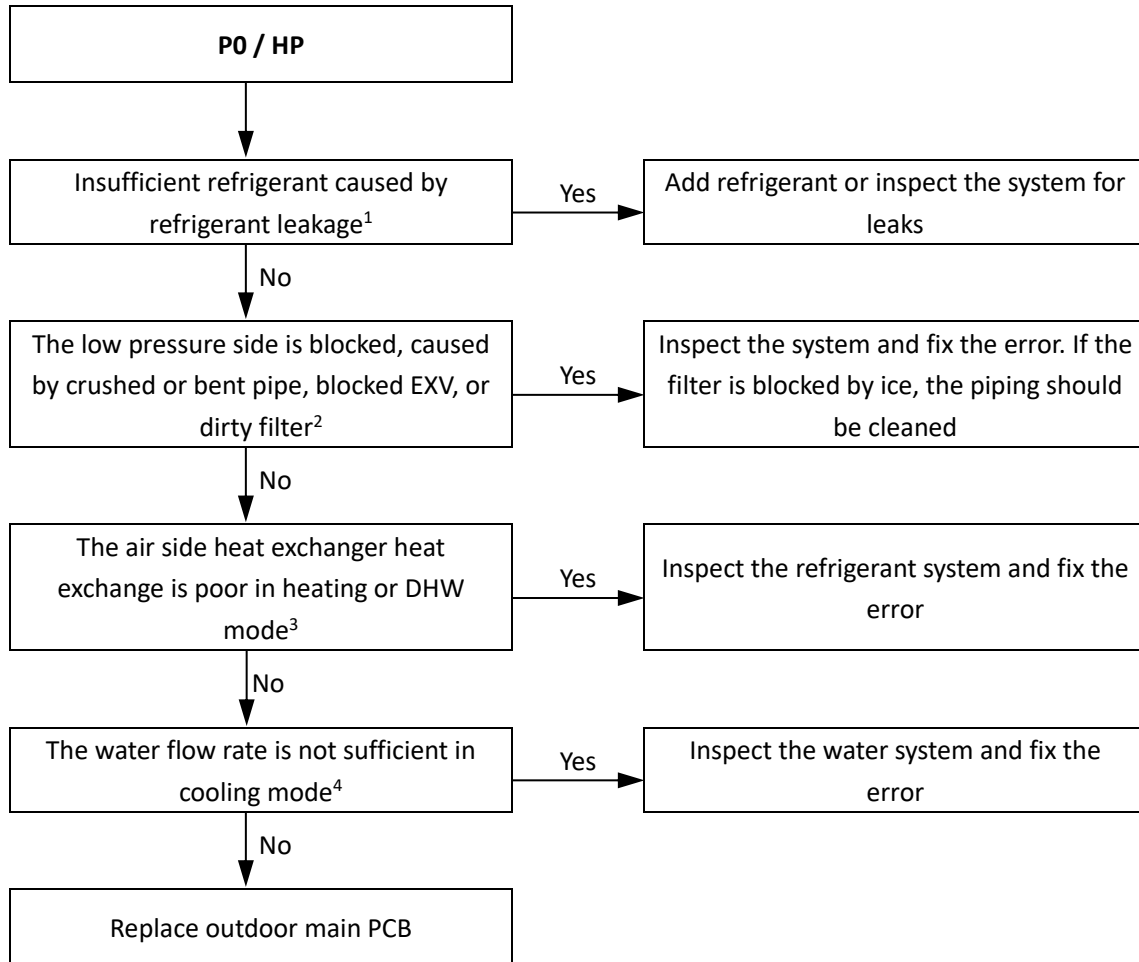 P0 / HP
Insufficient refrigerant caused by
refrigerant leakage¹
Yes
Add refrigerant or inspect the system for
leaks
No
The low pressure side is blocked, caused
by crushed or bent pipe, blocked EXV, or
dirty filter²
Yes
Inspect the system and fix the error. If the
filter is blocked by ice, the piping should
be cleaned
No
The air side heat exchanger heat
exchange is poor in heating or DHW
mode³
Yes
Inspect the refrigerant system and fix the
error
No
The water flow rate is not sufficient in
cooling mode⁴
Yes
Inspect the water system and fix the
error
No
Replace outdoor main PCB